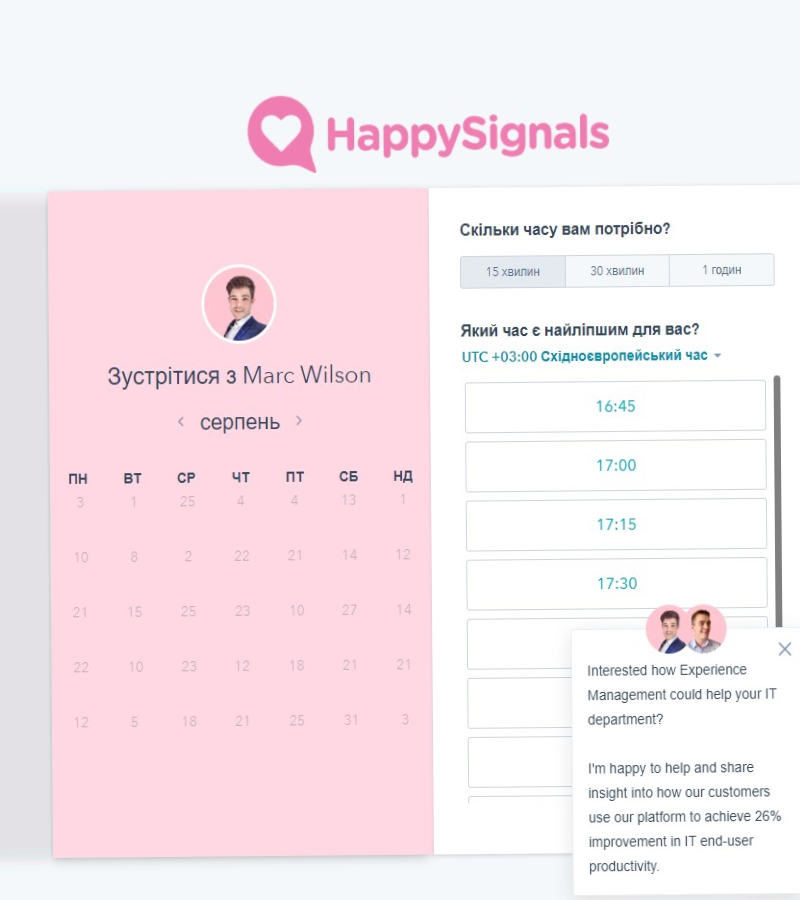 HappySignals
Зустрітися з Marc Wilson
серпень
ПН ВТ СР ЧТ ПТ СБ НД
3 1 25 4 4 13 1
10 8 2 22 21 14 12
21 15 25 23 10 27 14
22 10 23 12 18 21 21
12 5 18 21 25 31 3
Скільки часу вам потрібно?
15 хвилин 30 хвилин 1 годин
Який час є найліпшим для вас?
UTC +03:00 Східноєвропейський час
16:45
17:00
17:15
17:30
Interested how Experience
Management could help your IT
department?
I'm happy to help and share
insight into how our customers
use our platform to achieve 26%
improvement in IT end-user
productivity.